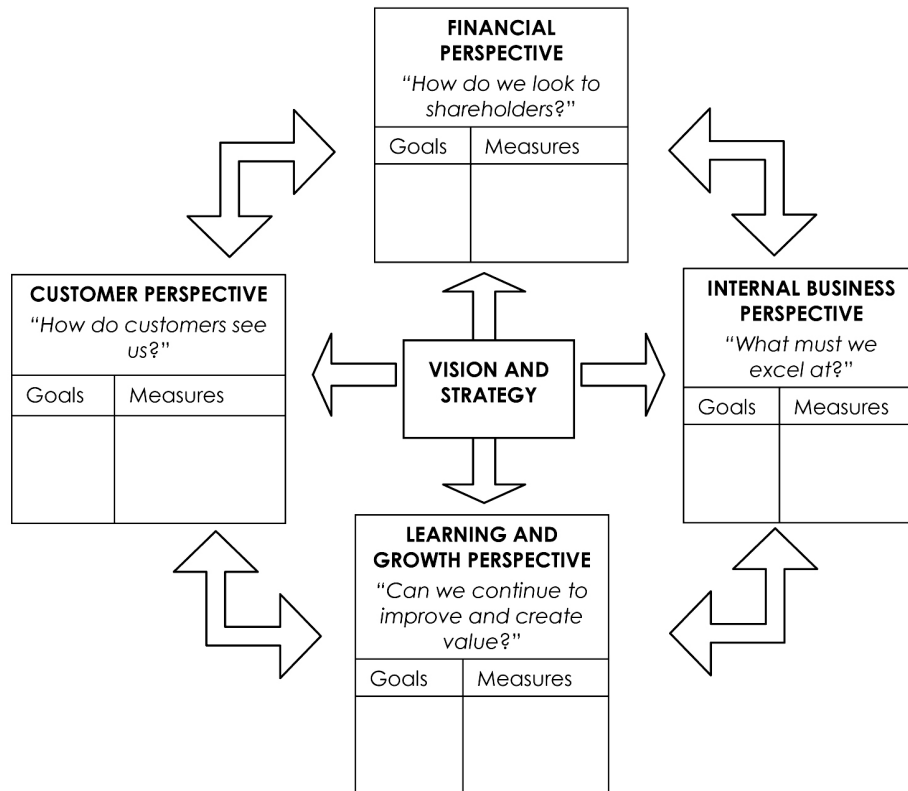 FINANCIAL
PERSPECTIVE
“How do we look to
shareholders?”
Goals Measures
CUSTOMER PERSPECTIVE
“How do customers see
us?”
Goals Measures
VISION AND
STRATEGY
INTERNAL BUSINESS
PERSPECTIVE
“What must we
excel at?”
Goals Measures
LEARNING AND
GROWTH PERSPECTIVE
“Can we continue to
improve and create
value?”
Goals Measures